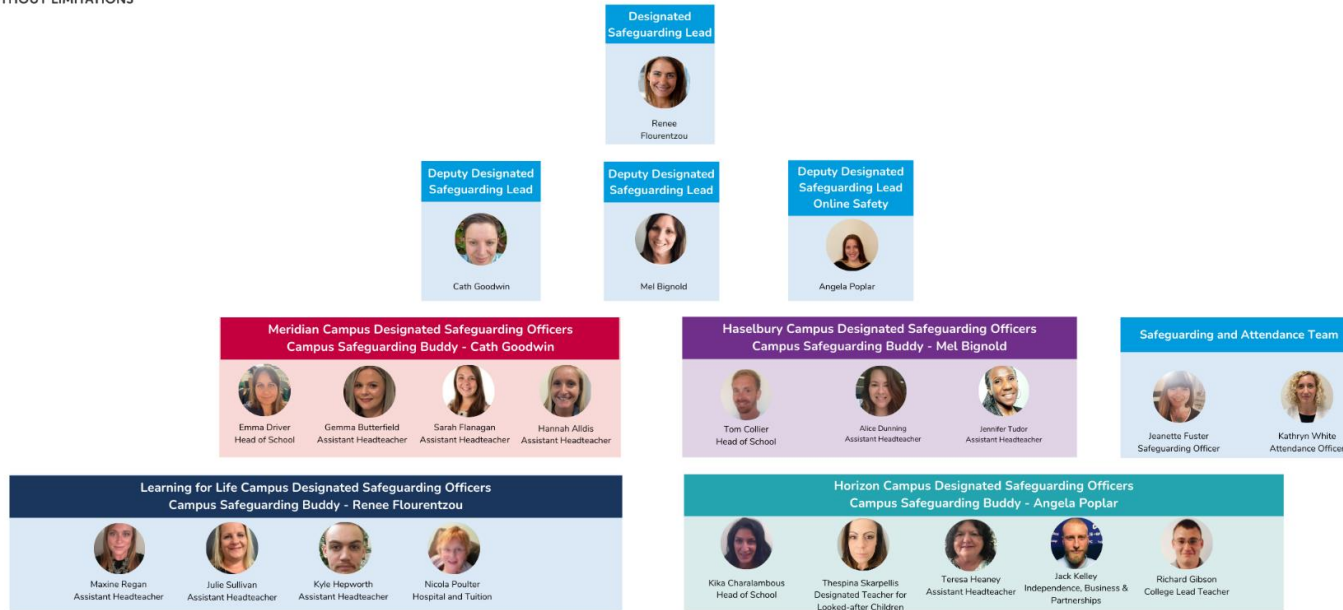 WITHOUT LIMITATIONS
Designated
Safeguarding Lead
Renee
Flourentzou
Deputy Designated
Safeguarding Lead
Cath Goodwin
Deputy Designated
Safeguarding Lead
Mel Bignold
Deputy Designated
Safeguarding Lead
Online Safety
Angela Poplar
Meridian Campus Designated Safeguarding Officers
Campus Safeguarding Buddy - Cath Goodwin
Emma Driver
Head of School
Gemma Butterfield
Assistant Headteacher
Sarah Flanagan
Assistant Headteacher
Hannah Alldis
Assistant Headteacher
Haselbury Campus Designated Safeguarding Officers
Campus Safeguarding Buddy - Mel Bignold
Tom Collier
Head of School
Alice Dunning
Assistant Headteacher
Jennifer Tudor
Assistant Headteacher
Safeguarding and Attendance Team
Jeanette Fuster
Safeguarding Officer
Kathryn White
Attendance Officer
Learning for Life Campus Designated Safeguarding Officers
Campus Safeguarding Buddy - Renee Flourentzou
Maxine Regan
Assistant Headteacher
Julie Sullivan
Assistant Headteacher
Kyle Hepworth
Assistant Headteacher
Nicola Poulter
Hospital and Tuition
Horizon Campus Designated Safeguarding Officers
Campus Safeguarding Buddy - Angela Poplar
Kika Charalambous
Head of School
Thespina Skarpellis
Designated Teacher for
Looked-after Children
Teresa Heaney
Assistant Headteacher
Jack Kelley
Independence, Business &
Partnerships
Richard Gibson
College Lead Teacher